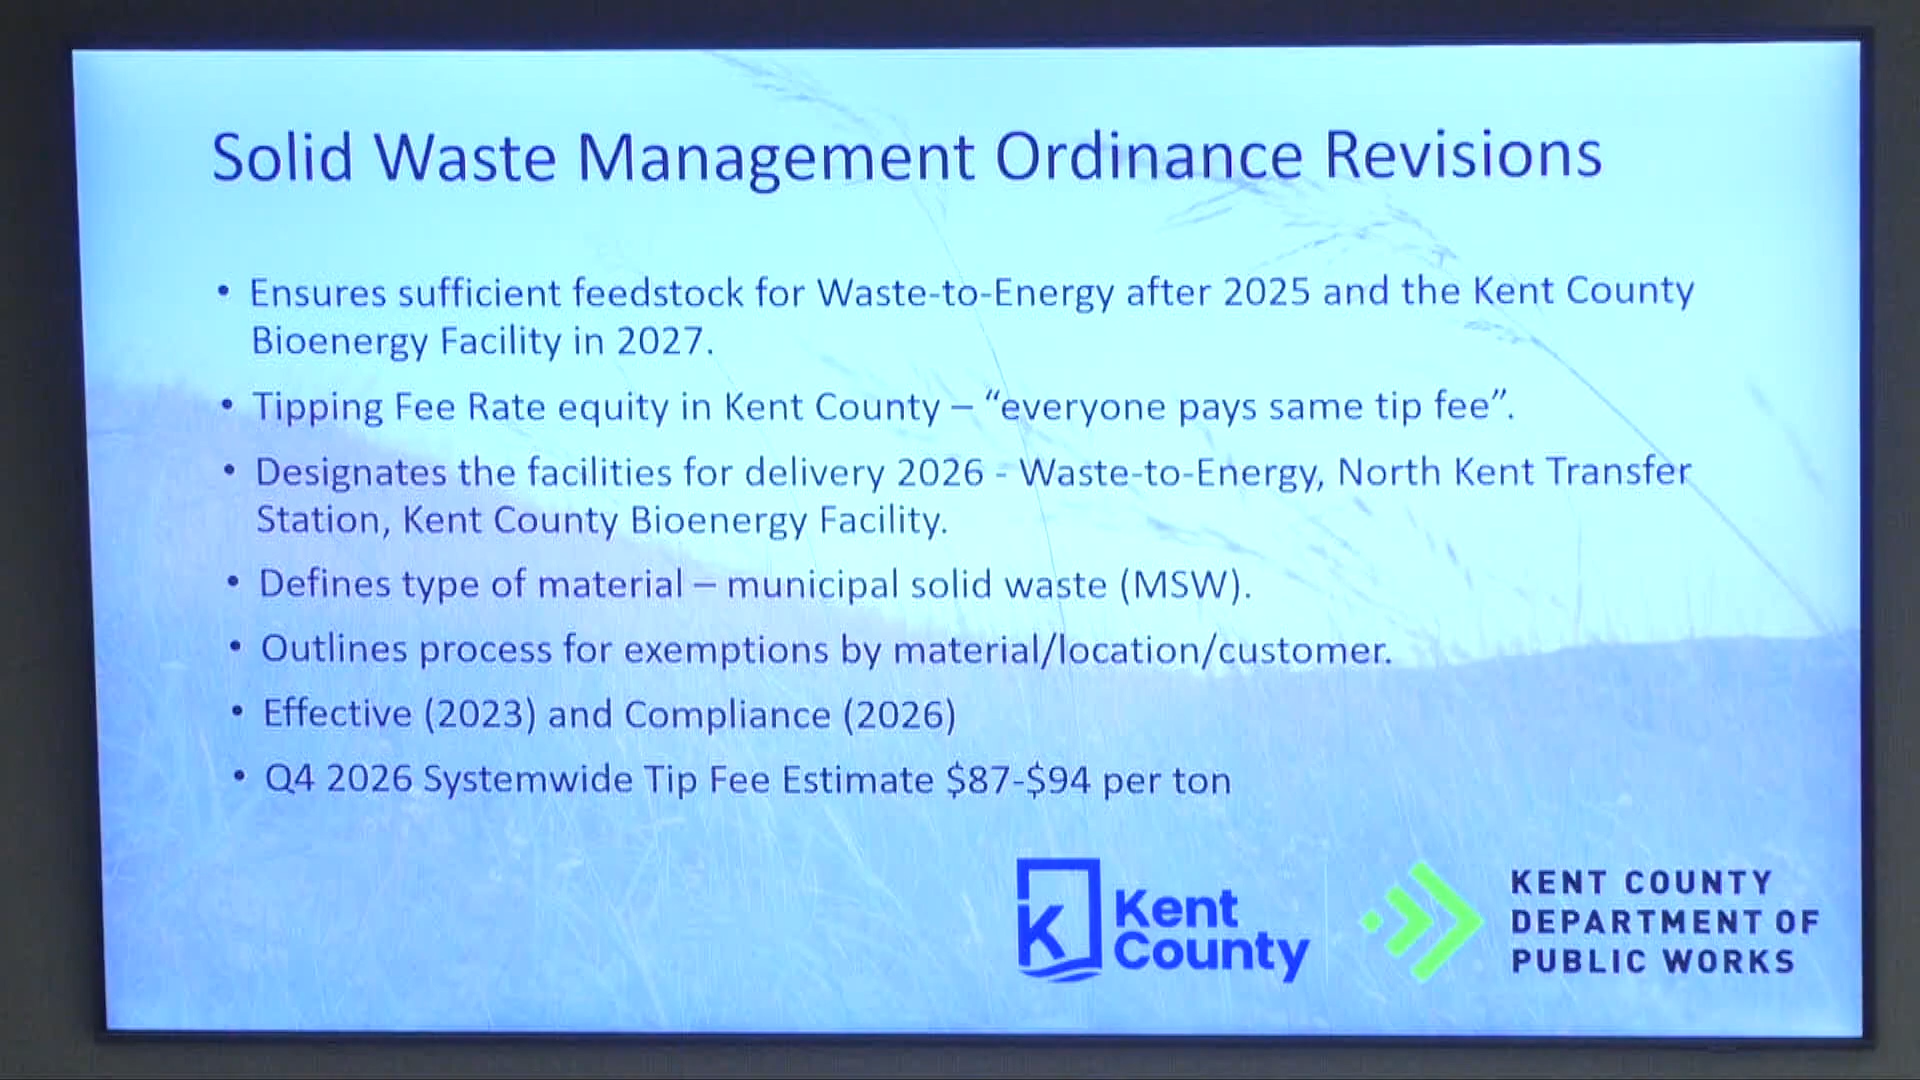 Solid Waste Management Ordinance Revisions
• Ensures sufficient feedstock for Waste-to-Energy after 2025 and the Kent County
Bioenergy Facility in 2027.
• Tipping Fee Rate equity in Kent County – “everyone pays same tip fee”.
• Designates the facilities for delivery 2026 - Waste-to-Energy, North Kent Transfer
Station, Kent County Bioenergy Facility.
• Defines type of material – municipal solid waste (MSW).
• Outlines process for exemptions by material/location/customer.
• Effective (2023) and Compliance (2026)
• Q4 2026 Systemwide Tip Fee Estimate $87-$94 per ton
K
Kent
County
KENT COUNTY
DEPARTMENT OF
PUBLIC WORKS